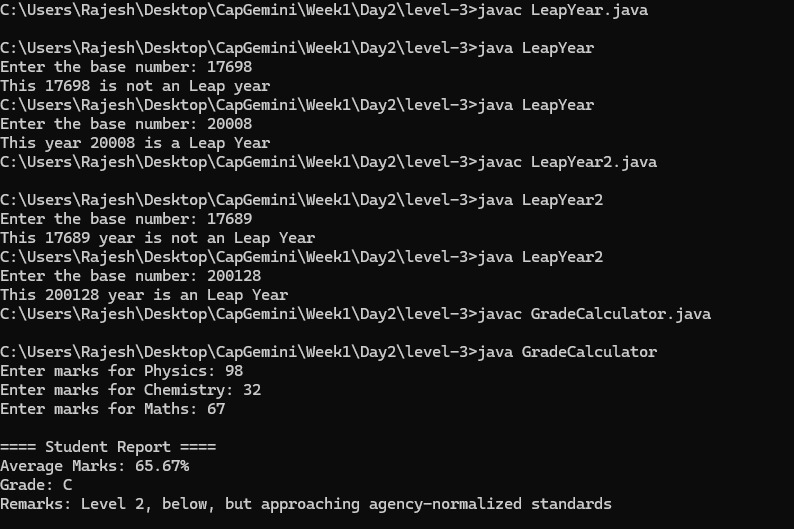 C:\Users\Rajesh\Desktop\CapGemini\Week1\Day2\level-3>javac LeapYear.java
C:\Users\Rajesh\Desktop\CapGemini\Week1\Day2\level-3>java LeapYear
Enter the base number: 17698
This 17698 is not an Leap year
C:\Users\Rajesh\Desktop\CapGemini\Week1\Day2\level-3>java LeapYear
Enter the base number: 20008
This year 20008 is a Leap Year
C:\Users\Rajesh\Desktop\CapGemini\Week1\Day2\level-3>javac LeapYear2.java
C:\Users\Rajesh\Desktop\CapGemini\Week1\Day2\level-3>java LeapYear2
Enter the base number: 17689
This 17689 year is not an Leap Year
C:\Users\Rajesh\Desktop\CapGemini\Week1\Day2\level-3>java LeapYear2
Enter the base number: 200128
This 200128 year is an Leap Year
C:\Users\Rajesh\Desktop\CapGemini\Week1\Day2\level-3>javac GradeCalculator.java
C:\Users\Rajesh\Desktop\CapGemini\Week1\Day2\level-3>java GradeCalculator
Enter marks for Physics: 98
Enter marks for Chemistry: 32
Enter marks for Maths: 67
==== Student Report ====
Average Marks: 65.67%
Grade: C
Remarks: Level 2, below, but approaching agency-normalized standards